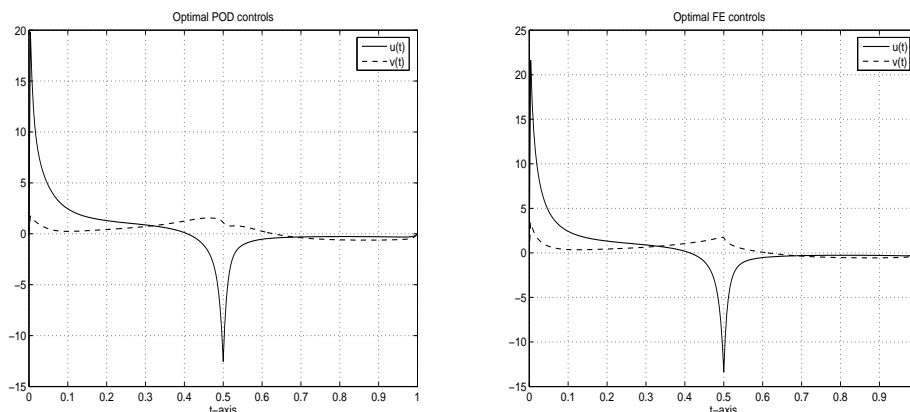 Optimal POD controls
20
15
10
5
0
−5
−10
−15
0 0.1 0.2 0.3 0.4 0.5 0.6 0.7 0.8 0.9 1
t−axis
u(t)
v(t)
Optimal FE controls
25
20
15
10
5
0
−5
−10
−15
0 0.1 0.2 0.3 0.4 0.5 0.6 0.7 0.8 0.9
t−axis
u(t)
v(t)